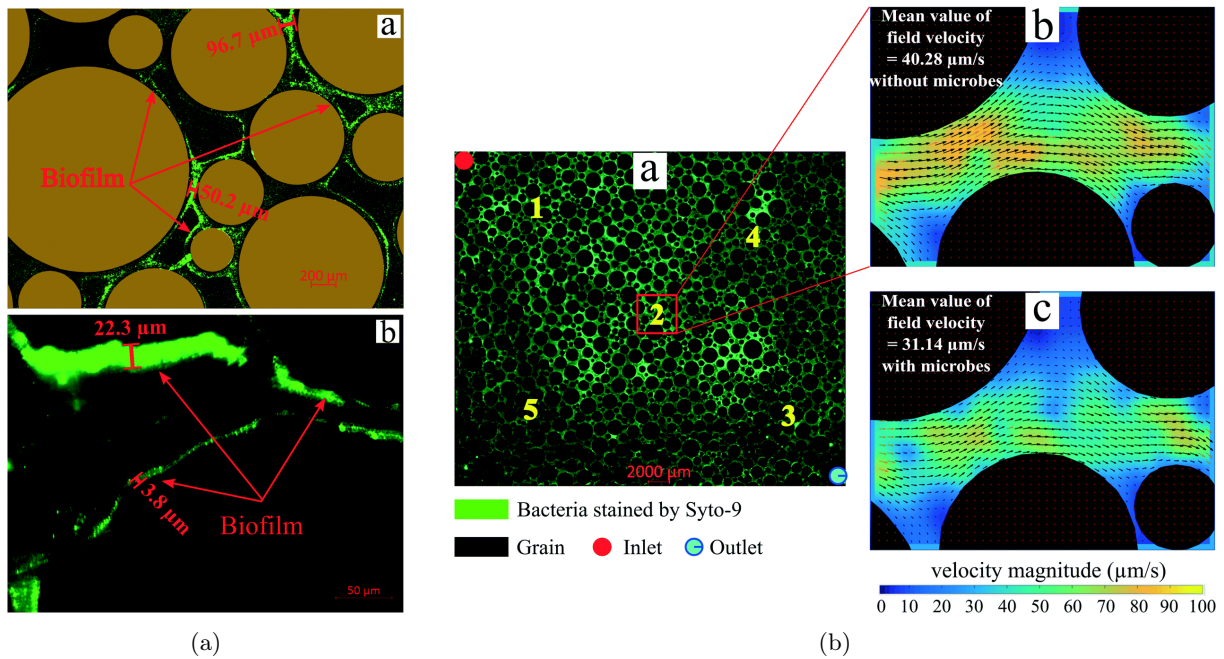 a
96.7 µm
Biofilm
50.2 µm
200 µm
b
22.3 µm
3.8 µm
Biofilm
50 µm
(a)
a
1
4
2
5
3
2000 µm
Bacteria stained by Syto-9
Grain
Inlet
Outlet
b
Mean value of
field velocity
= 40.28 µm/s
without microbes
c
Mean value of
field velocity
= 31.14 µm/s
with microbes
velocity magnitude (µm/s)
0 10 20 30 40 50 60 70 80 90 100
(b)